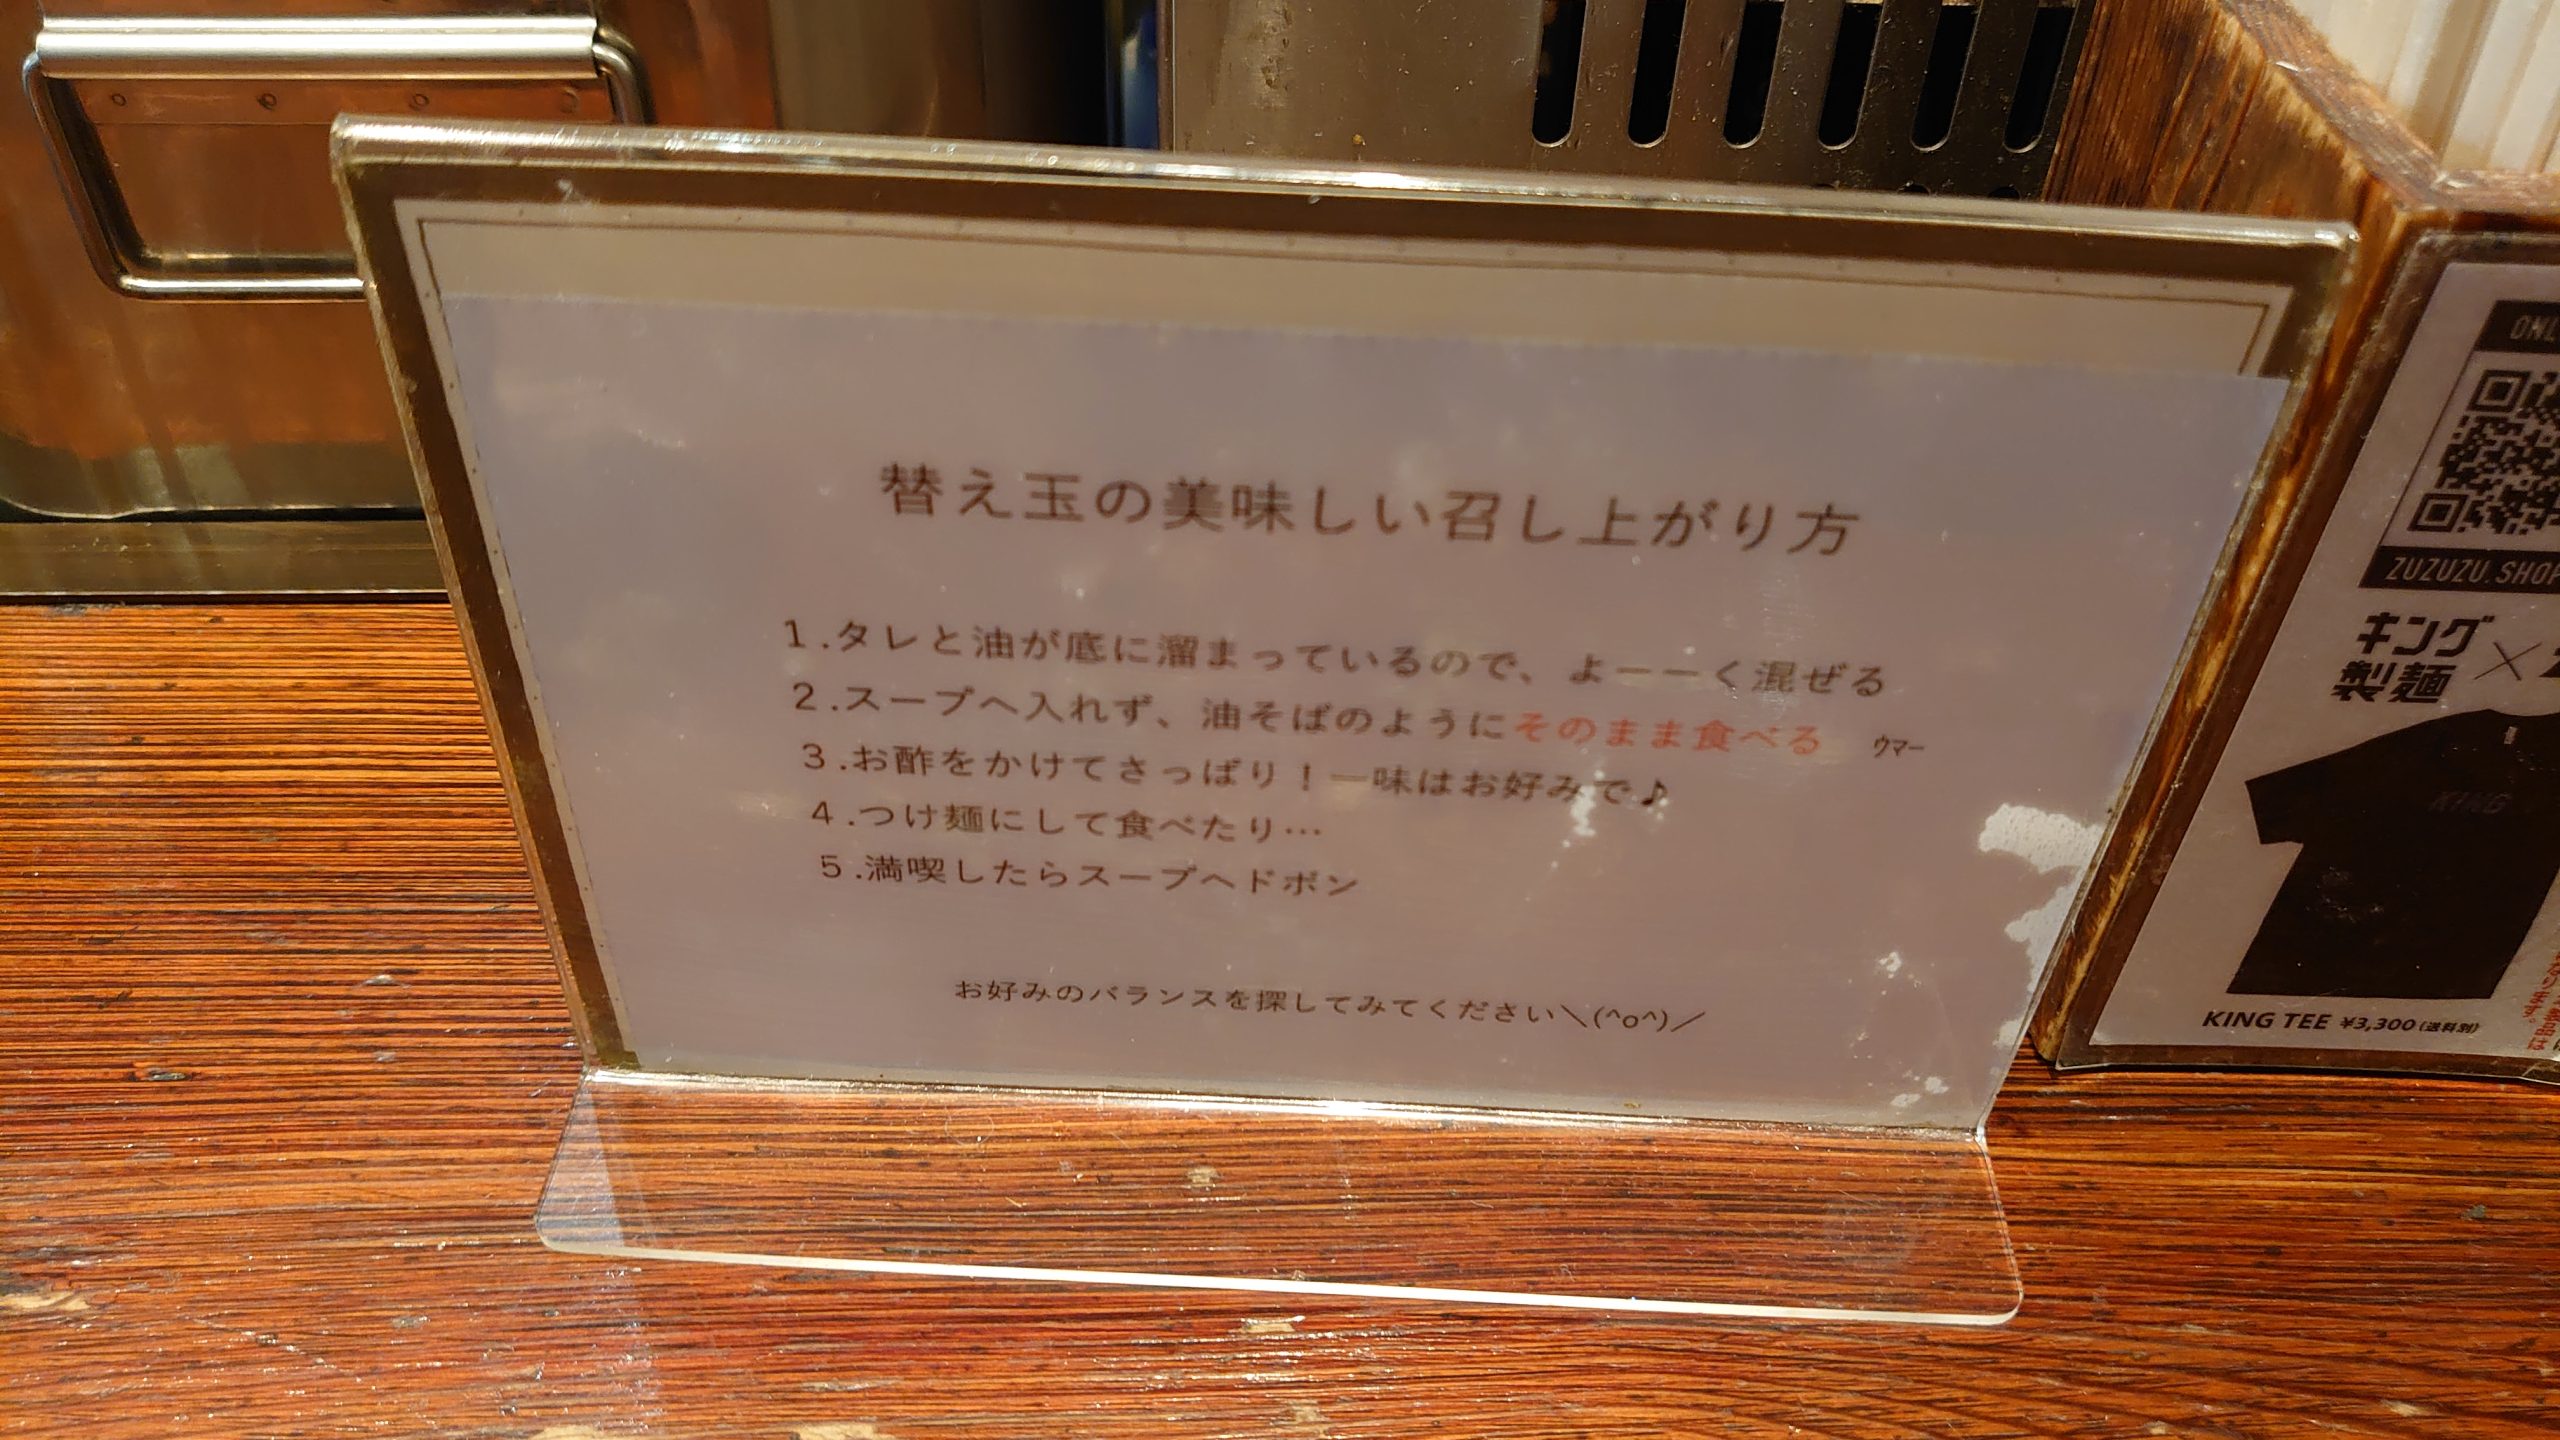 替え玉の美味しい召し上がり方
1.タレと油が底に溜まっているので、よーーく混ぜる
2.スープへ入れず、油そばのようにそのまま食べる　ウマー
3.お酢をかけてさっぱり！一味はお好みで♪
4.つけ麺にして食べたり…
5.満喫したらスープへドボン
お好みのバランスを探してみてください＼(^o^)／
ZUZUZU.SHOP
キング
製麺
×
KING
KING TEE ¥3,300(送料別)